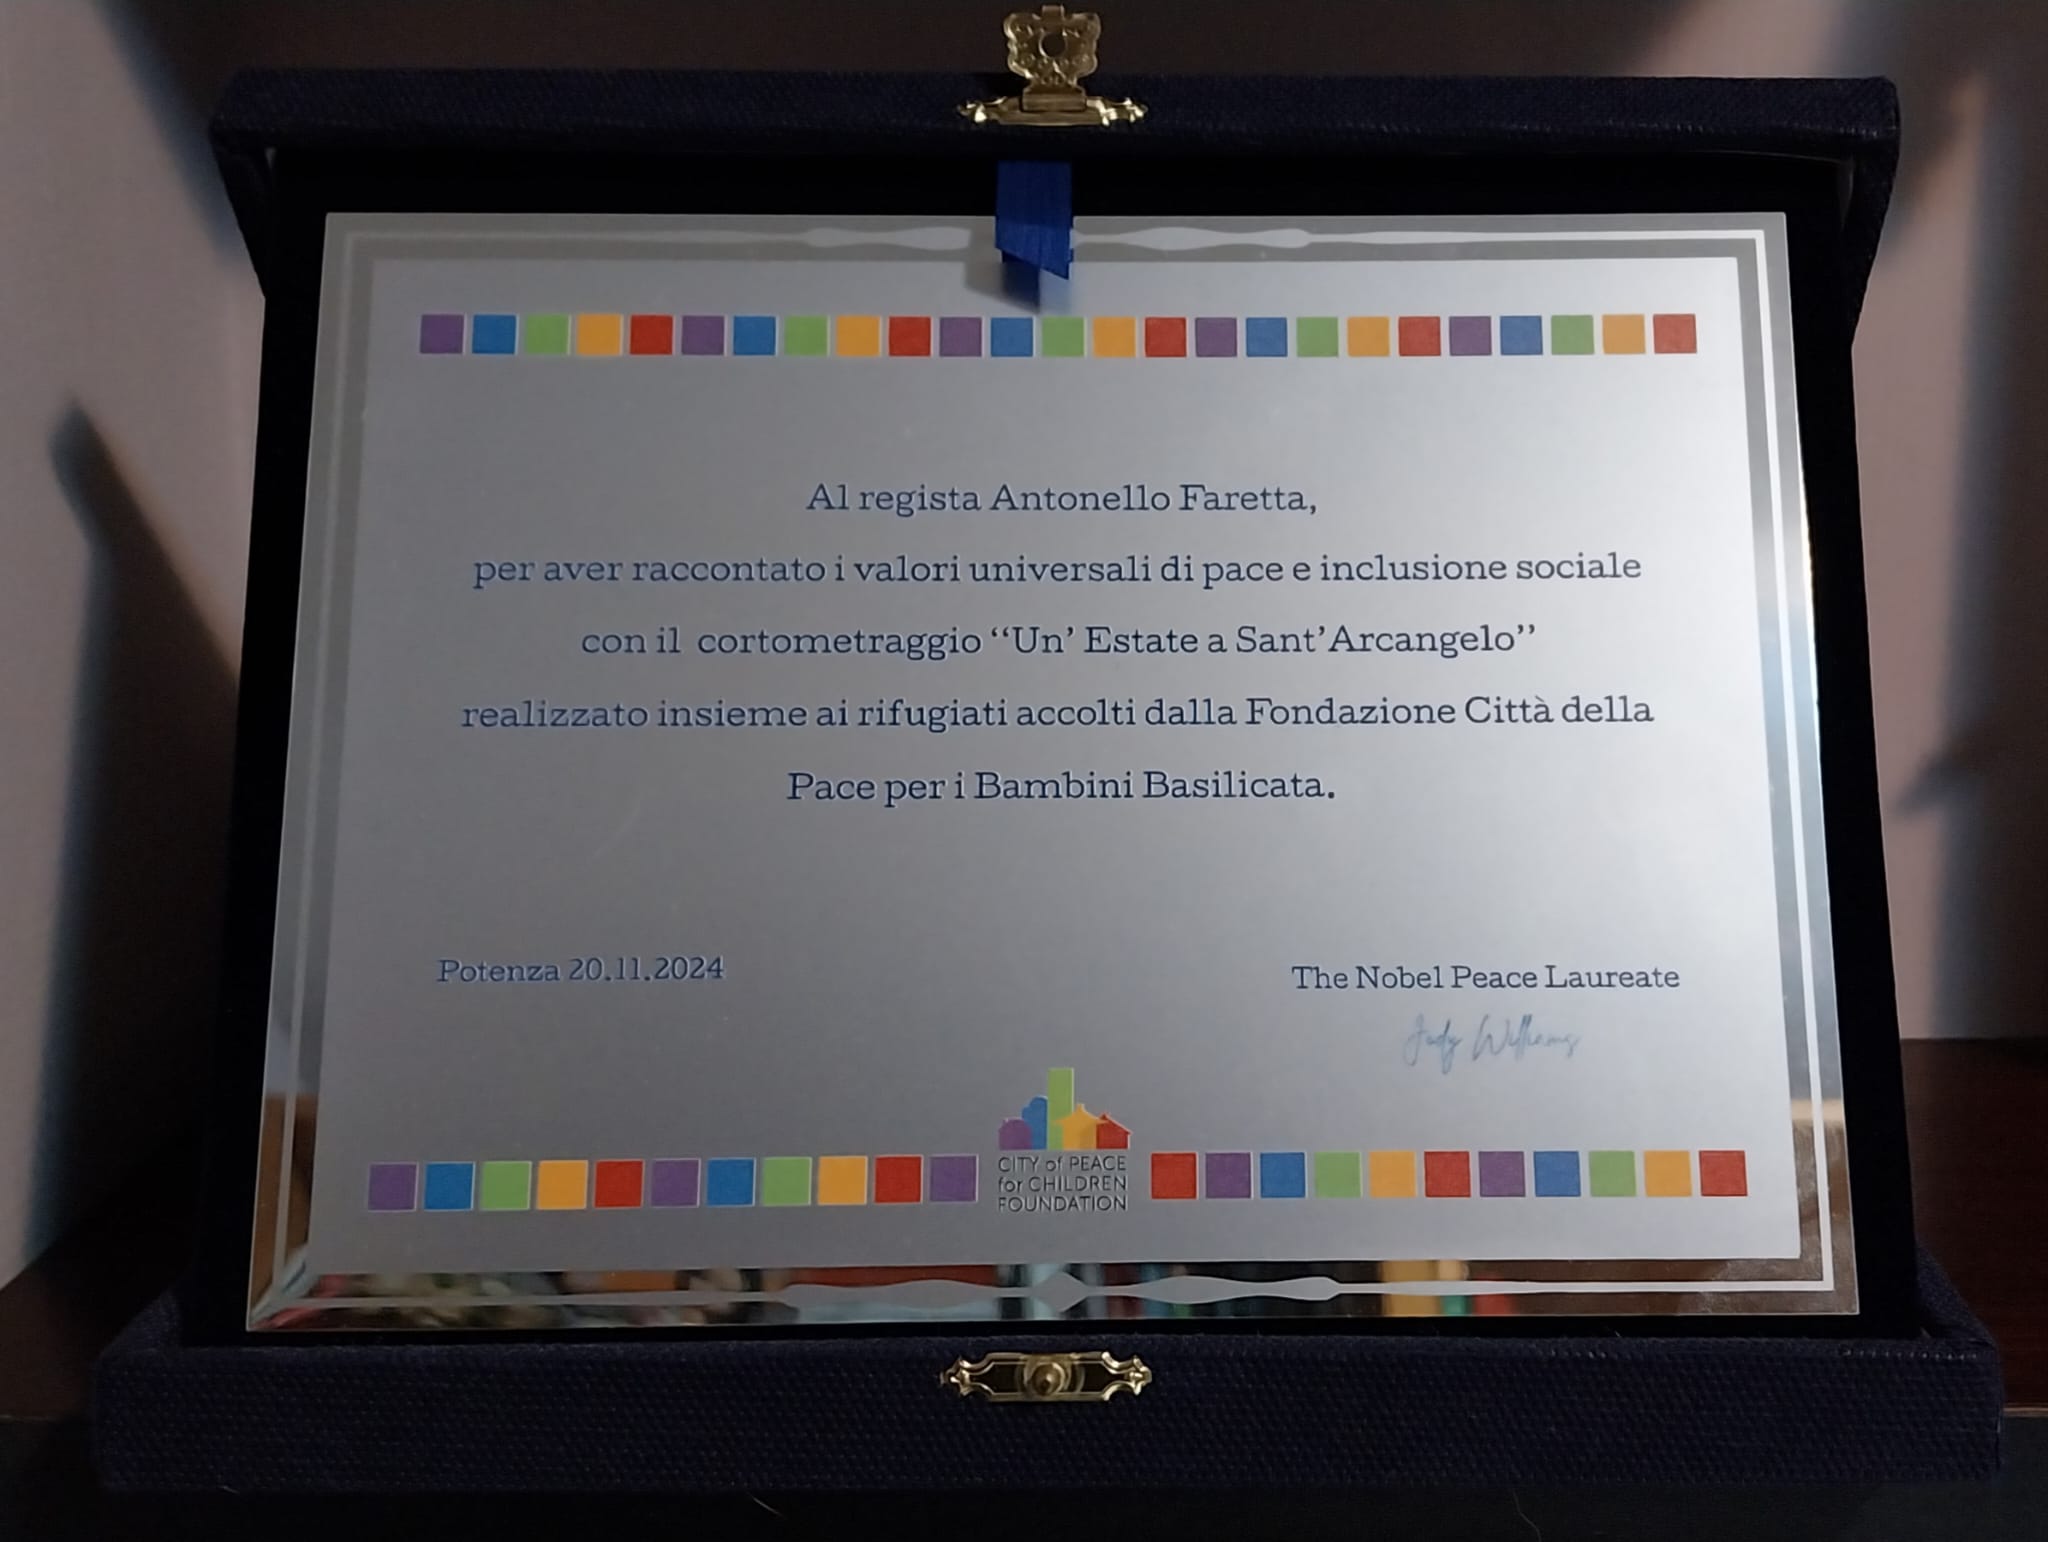 Al regista Antonello Faretta,
per aver raccontato i valori universali di pace e inclusione sociale
con il cortometraggio “Un’ Estate a Sant’Arcangelo”
realizzato insieme ai rifugiati accolti dalla Fondazione Città della
Pace per i Bambini Basilicata.
Potenza 20.11.2024
The Nobel Peace Laureate
Jody Williams
CITY of PEACE
for CHILDREN
FOUNDATION